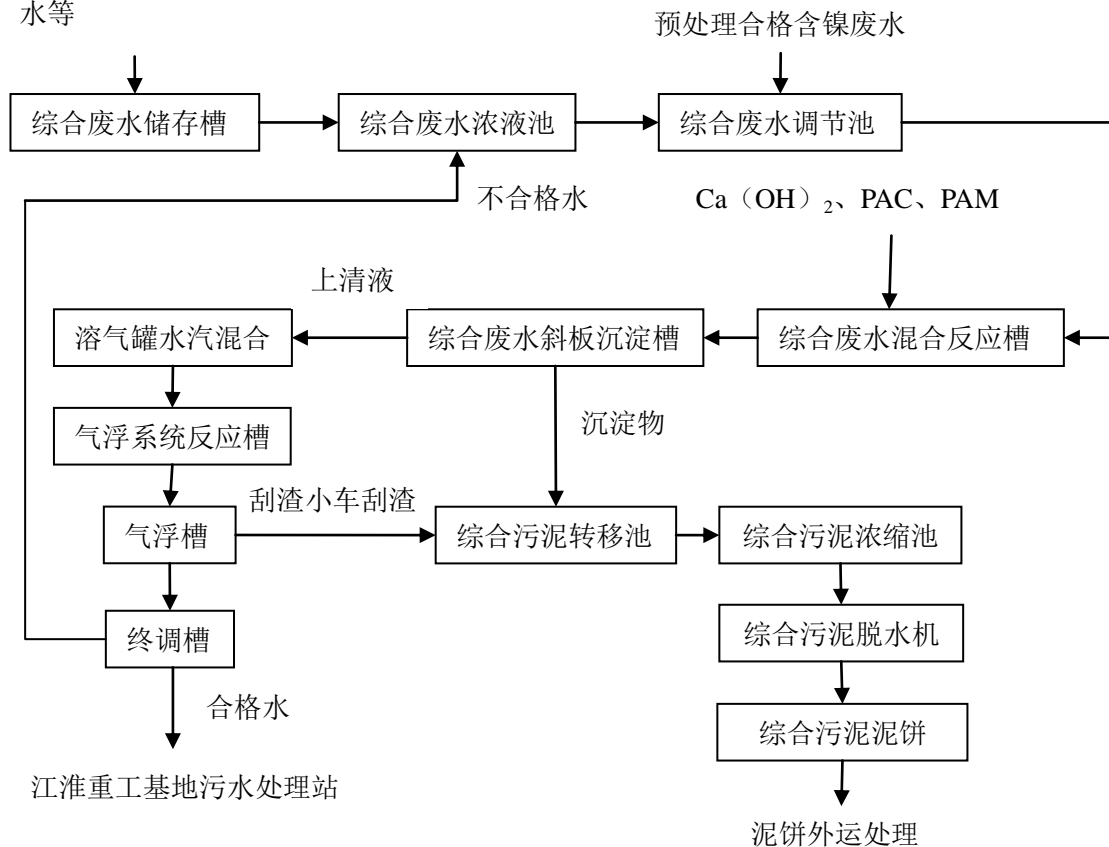 水等
预处理合格含镍废水
综合废水储存槽
综合废水浓液池
综合废水调节池
不合格水
Ca（OH）₂、PAC、PAM
上清液
溶气罐水汽混合
综合废水斜板沉淀槽
综合废水混合反应槽
沉淀物
气浮系统反应槽
刮渣小车刮渣
气浮槽
综合污泥转移池
综合污泥浓缩池
终调槽
综合污泥脱水机
合格水
综合污泥泥饼
江淮重工基地污水处理站
泥饼外运处理